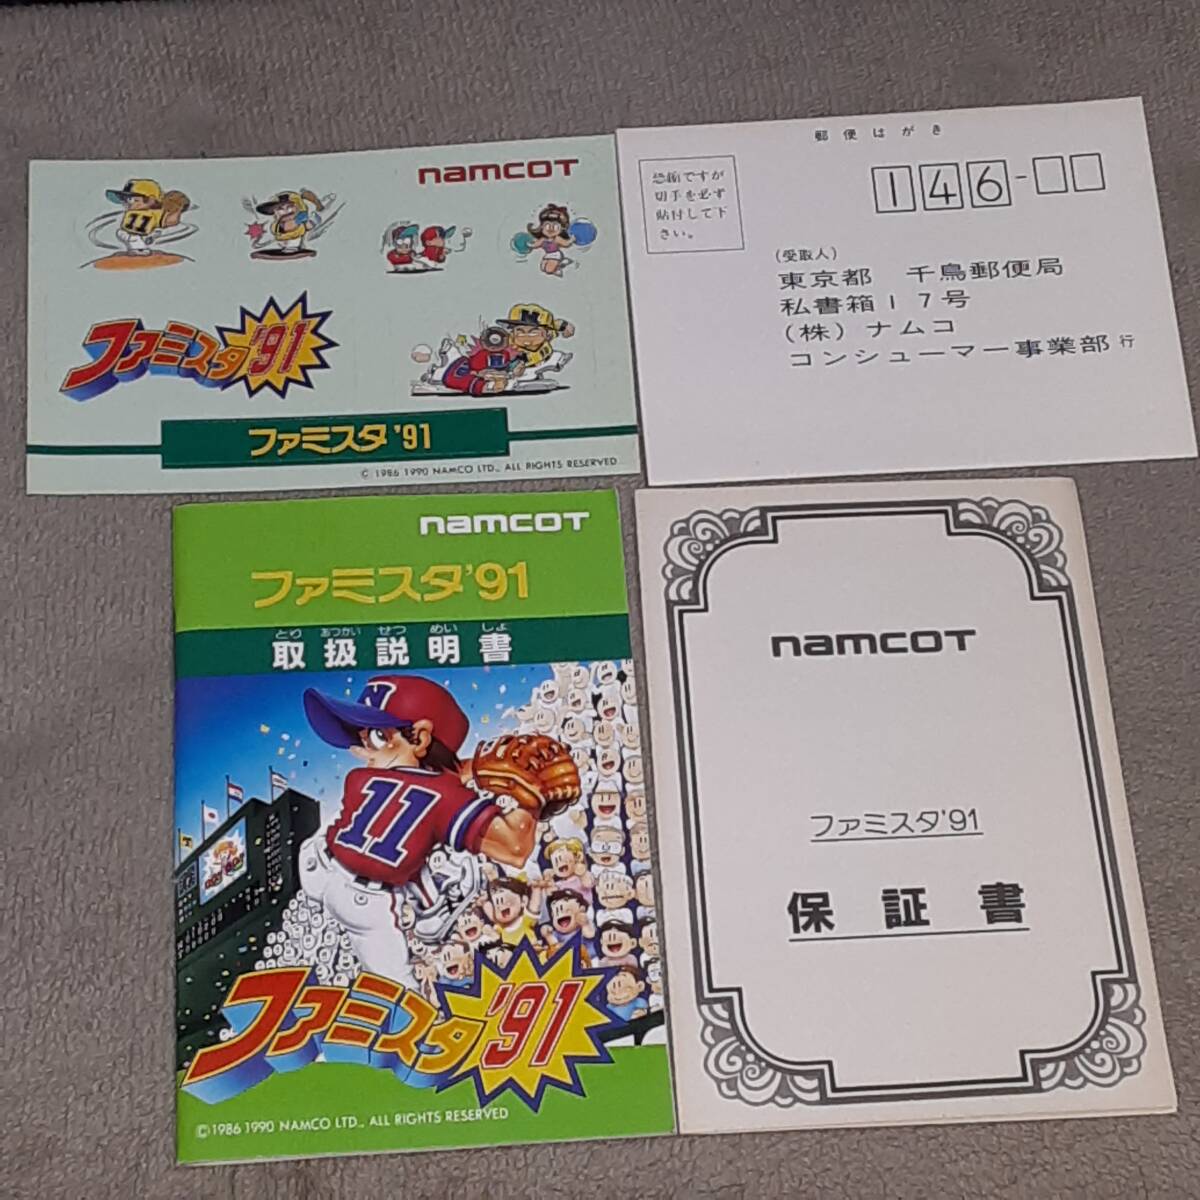 namcoT
11
ファミスタ'91
ファミスタ '91
© 1986 1990 NAMCO LTD., ALL RIGHTS RESERVED
郵便はがき
恐縮ですが
切手を必ず
貼付して下
さい。
146-
(受取人)
東京都 千鳥郵便局
私書箱17号
(株)ナムコ
コンシューマー事業部 行
namcoT
ファミスタ'91
とり あつかい せつ めい しょ
取扱説明書
N
11
ファミスタ'91
©1986 1990 NAMCO LTD., ALL RIGHTS RESERVED
namcoT
ファミスタ'91
保証書